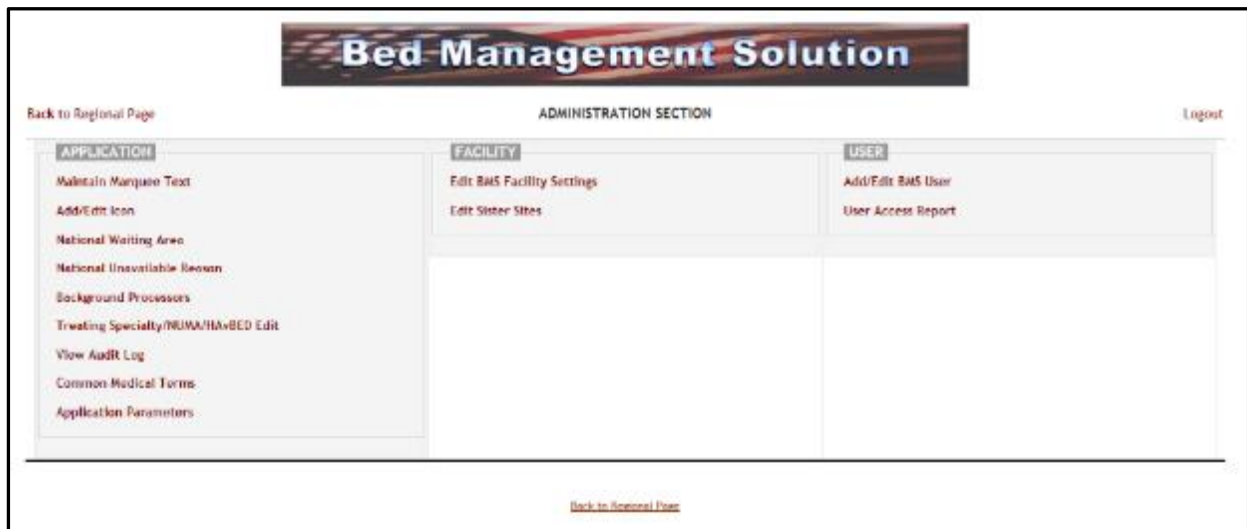 Bed Management Solution
Back to Regional Page
ADMINISTRATION SECTION
Logout
APPLICATION
Maintain Marquee Text
Add/Edit Icon
National Waiting Area
National Unavailable Reason
Background Processors
Treating Specialty/NUMA/HAvBED Edit
View Audit Log
Common Medical Terms
Application Parameters
FACILITY
Edit BMS Facility Settings
Edit Sister Sites
USER
Add/Edit BMS User
User Access Report
Back to Regional Page